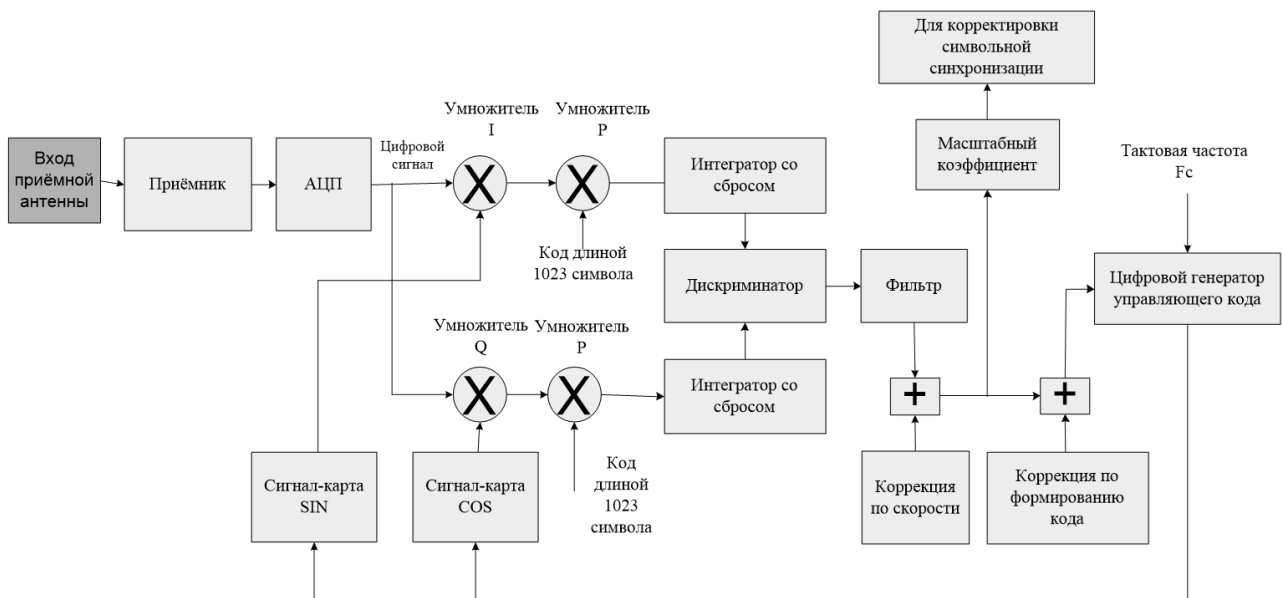 Для корректировки
символьной
синхронизации
Умножитель
I
Умножитель
P
Масштабный
коэффициент
Тактовая частота
Fc
Вход
приёмной
антенны
Приёмник
АЦП
Цифровой
сигнал
X
X
Интегратор со
сбросом
Код длиной
1023 символа
Дискриминатор
Фильтр
Цифровой генератор
управляющего кода
Умножитель
Q
Умножитель
P
X
X
Интегратор со
сбросом
+
+
Сигнал-карта
SIN
Сигнал-карта
COS
Код
длиной
1023
символа
Коррекция
по скорости
Коррекция по
формированию
кода